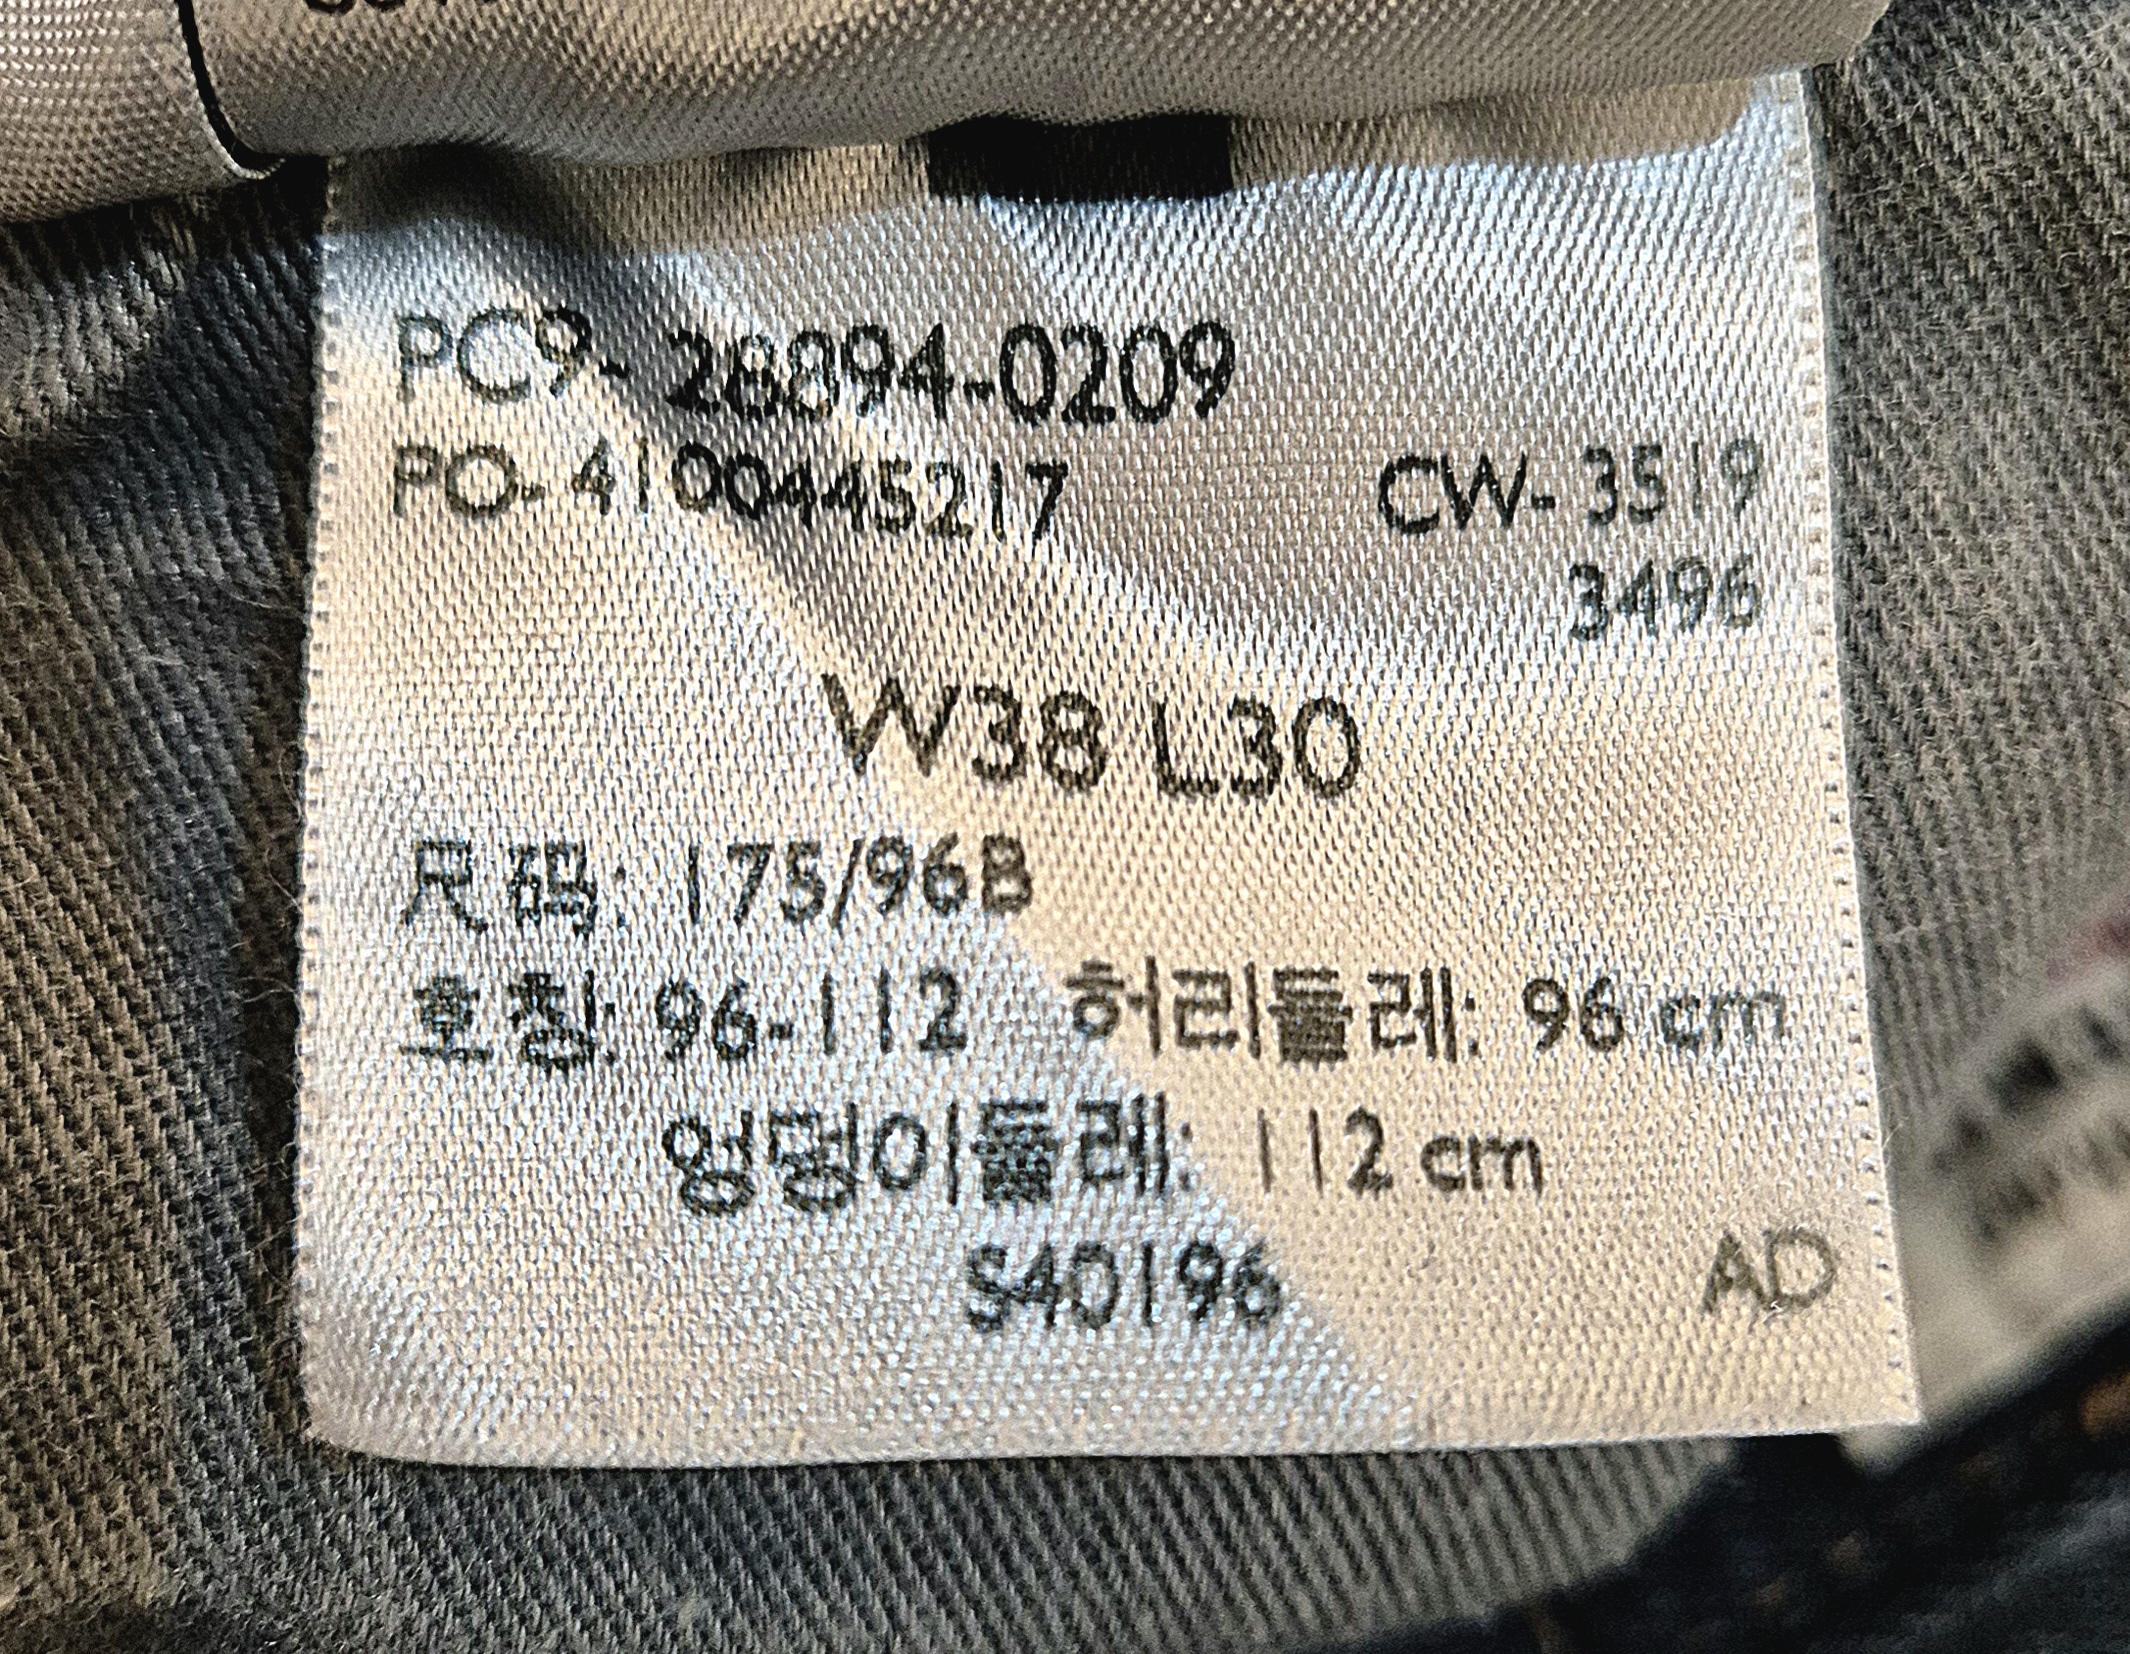 PC9- 28894-0209
PO- 4100445217 CW- 3519
3496
W38 L30
尺码: 175/96B
호칭: 96-112 허리둘레: 96 cm
엉덩이둘레: 112 cm
S40196
AD